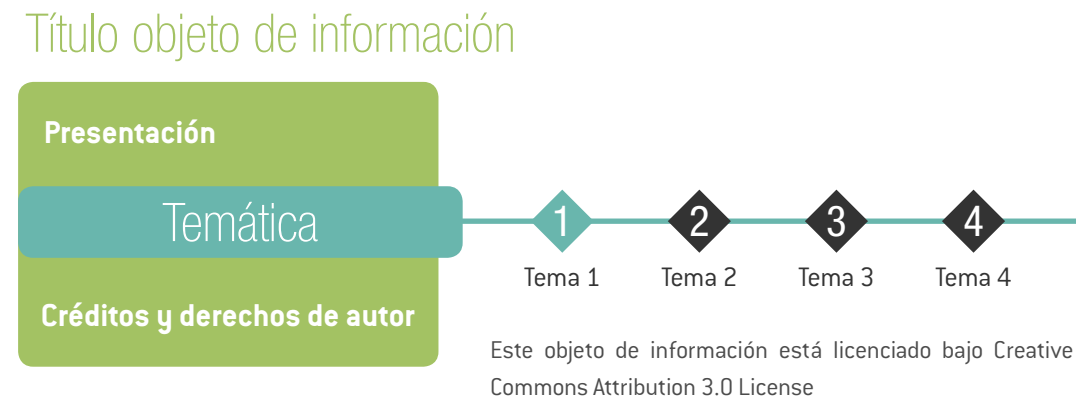 Título objeto de información
Presentación
Temática
Créditos y derechos de autor
1 2 3 4
Tema 1 Tema 2 Tema 3 Tema 4
Este objeto de información está licenciado bajo Creative
Commons Attribution 3.0 License